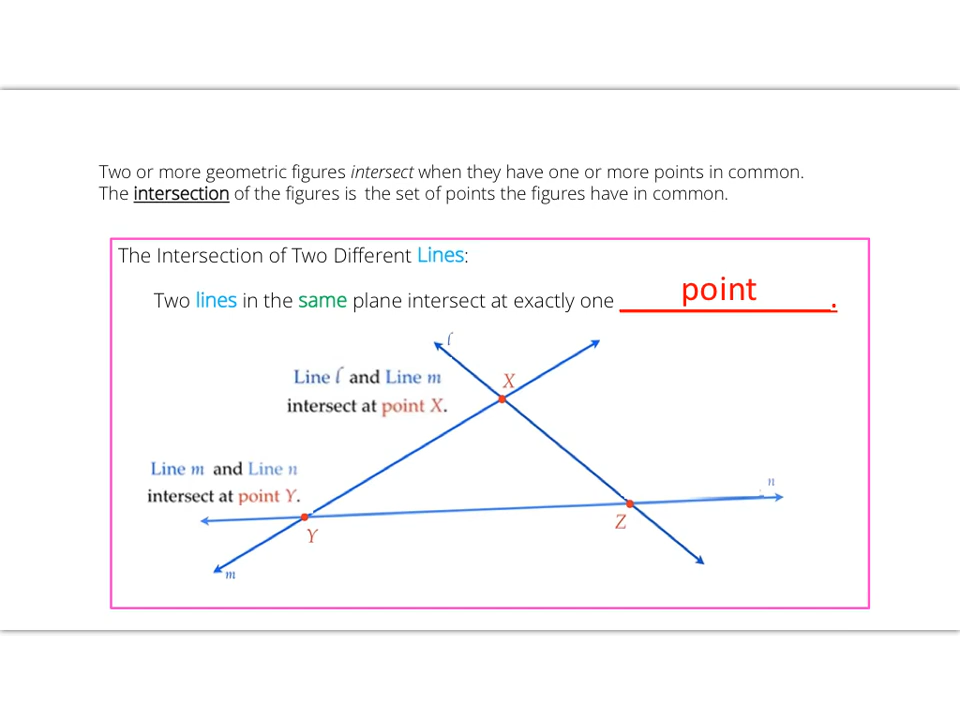 Two or more geometric figures intersect when they have one or more points in common.
The intersection of the figures is the set of points the figures have in common.
The Intersection of Two Different Lines:
Two lines in the same plane intersect at exactly one point.
l
Line l and Line m
intersect at point X.
X
Line m and Line n
intersect at point Y.
n
Y
Z
m